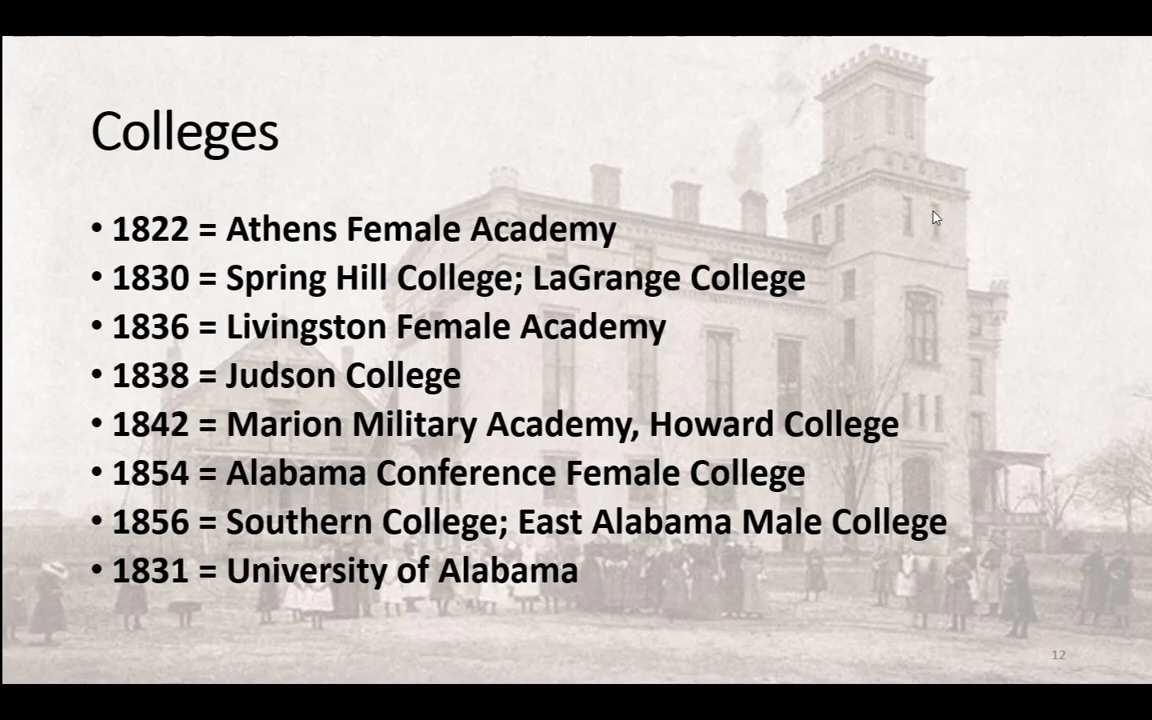 Colleges
• 1822 = Athens Female Academy
• 1830 = Spring Hill College; LaGrange College
• 1836 = Livingston Female Academy
• 1838 = Judson College
• 1842 = Marion Military Academy, Howard College
• 1854 = Alabama Conference Female College
• 1856 = Southern College; East Alabama Male College
• 1831 = University of Alabama
12